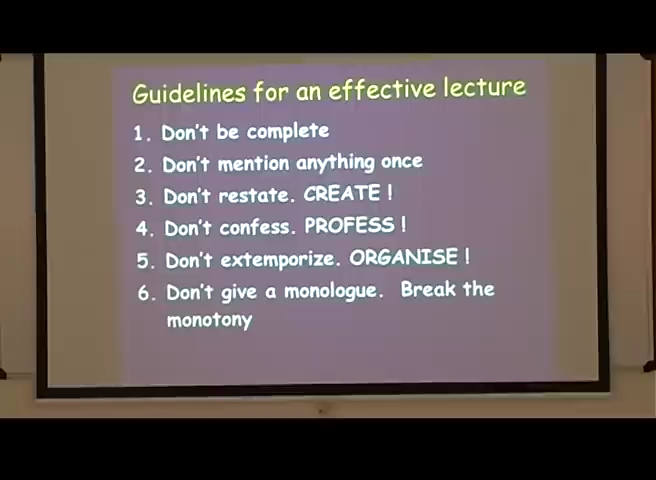 Guidelines for an effective lecture
1. Don't be complete
2. Don't mention anything once
3. Don't restate. CREATE !
4. Don't confess. PROFESS !
5. Don't extemporize. ORGANISE !
6. Don't give a monologue. Break the
monotony